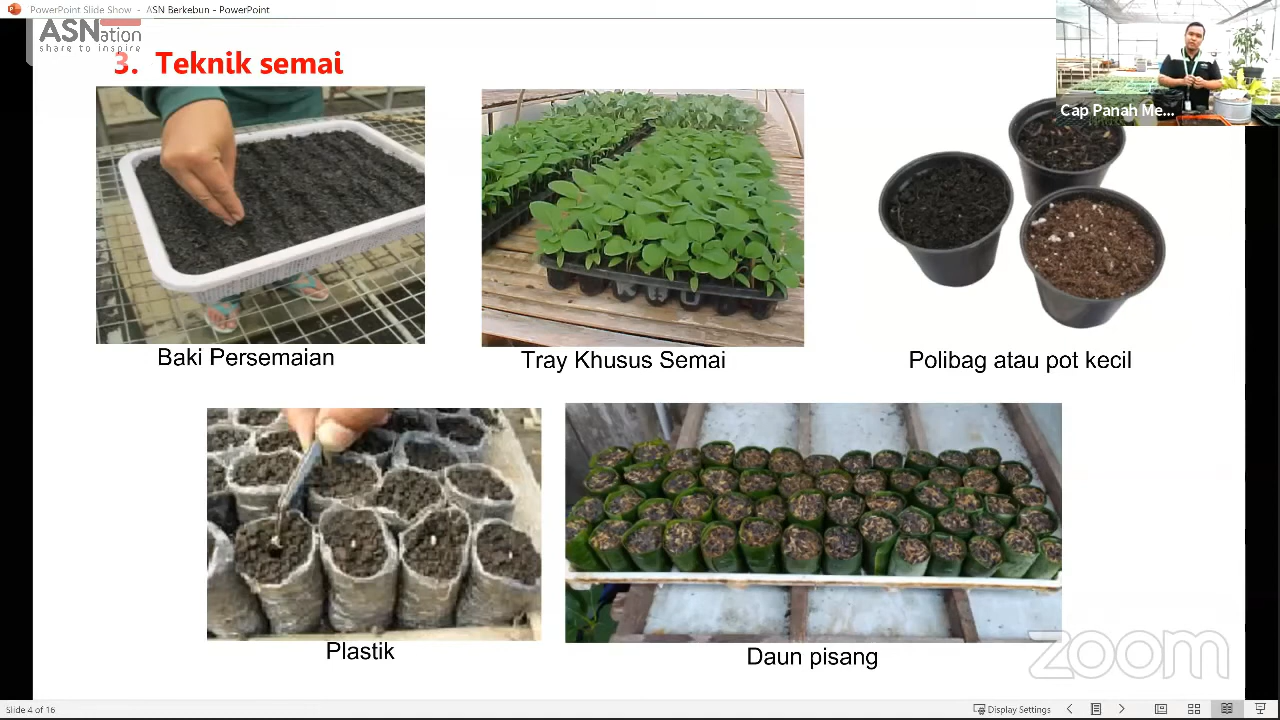 PowerPoint Slide Show - ASN Berkebun - PowerPoint
ASNation
share to inspire
Cap Panah Me...
3. Teknik semai
Baki Persemaian
Tray Khusus Semai
Polibag atau pot kecil
Plastik
Daun pisang
zoom
Slide 4 of 16
Display Settings